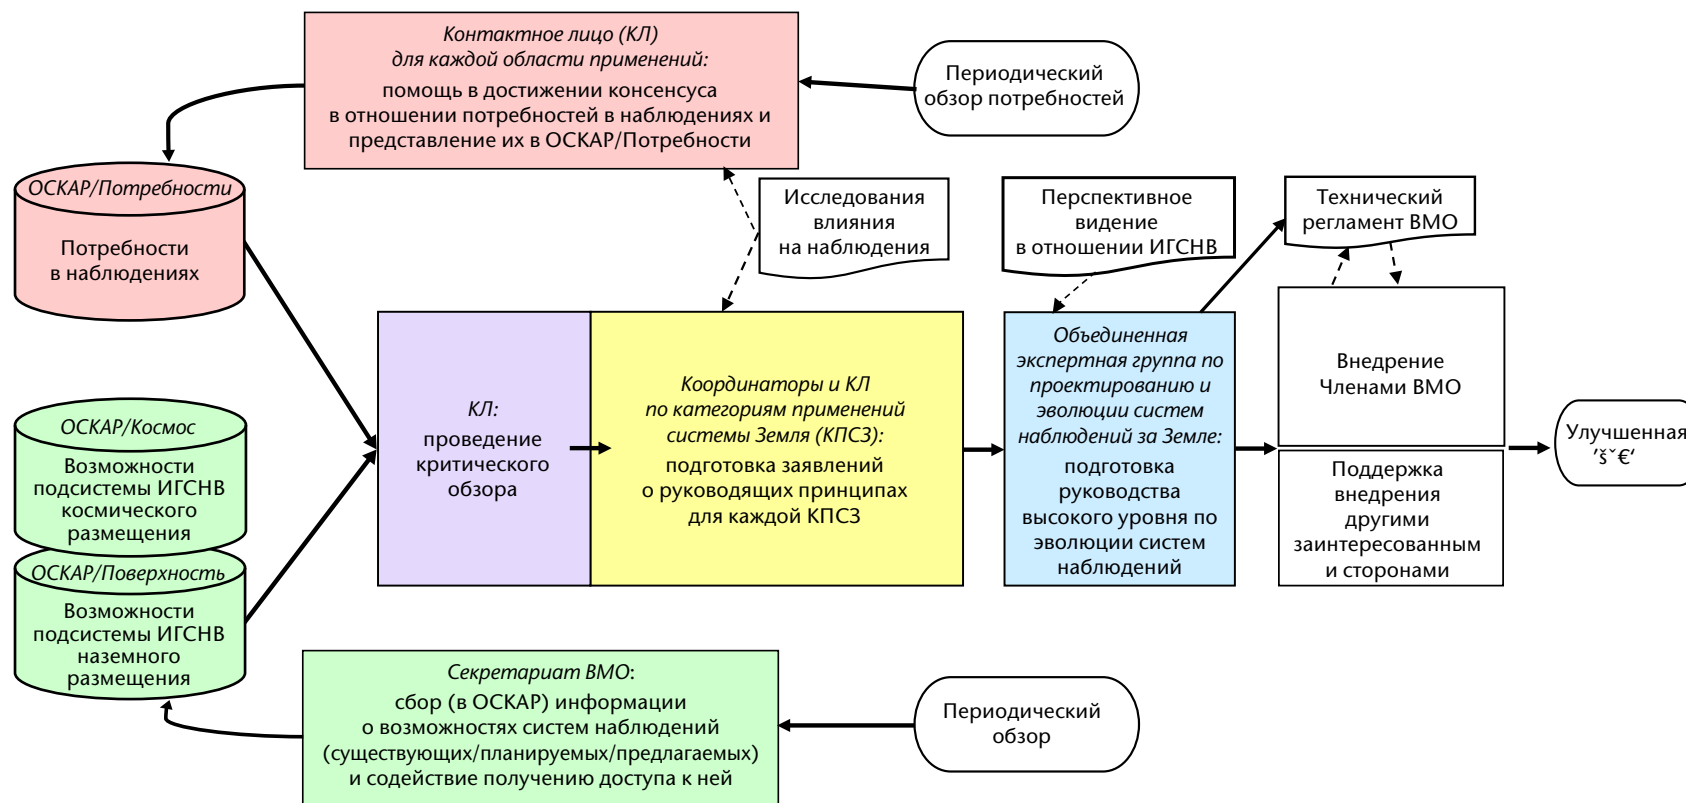 Контактное лицо (КЛ)
для каждой области применений:
помощь в достижении консенсуса
в отношении потребностей в наблюдениях и
представление их в ОСКАР/Потребности
Периодический
обзор потребностей
ОСКАР/Потребности
Потребности
в наблюдениях
Исследования
влияния
на наблюдения
Перспективное
видение
в отношении ИГСНВ
Технический
регламент ВМО
КЛ:
проведение
критического
обзора
Координаторы и КЛ
по категориям применений
системы Земля (КПСЗ):
подготовка заявлений
о руководящих принципах
для каждой КПСЗ
Объединенная
экспертная группа по
проектированию и
эволюции систем
наблюдений за Земле:
подготовка
руководства
высокого уровня по
эволюции систем
наблюдений
Внедрение
Членами ВМО
Поддержка
внедрения
другими
заинтересованным
и сторонами
Улучшенная
ʼšˇ€ʻ
ОСКАР/Космос
Возможности
подсистемы ИГСНВ
космического
размещения
ОСКАР/Поверхность
Возможности
подсистемы ИГСНВ
наземного
размещения
Секретариат ВМО:
сбор (в ОСКАР) информации
о возможностях систем наблюдений
(существующих/планируемых/предлагаемых)
и содействие получению доступа к ней
Периодический
обзор